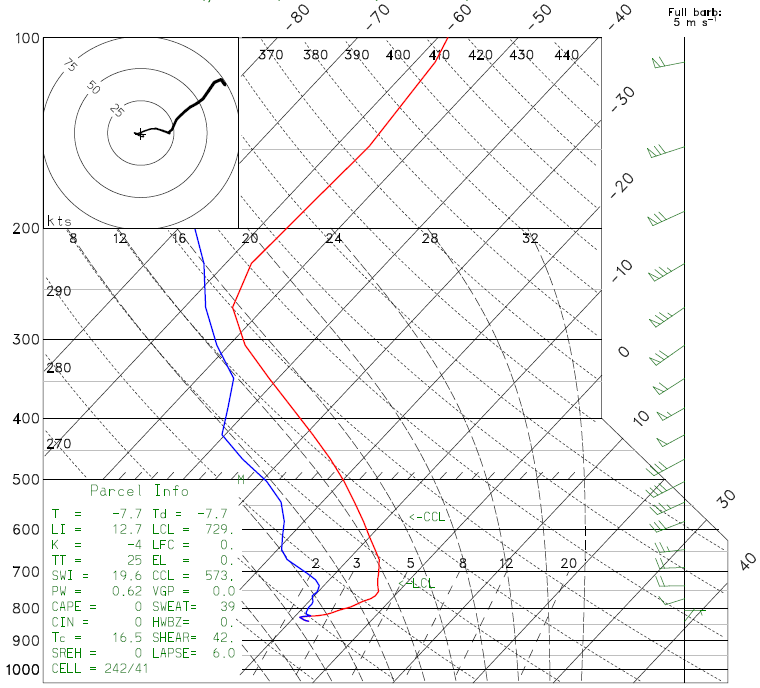 -80 -70 -60 -50 -40
Full barb:
5 m s⁻¹
100
370 380 390 400 410 420 430 440
75
50
25
-30
-20
kts
200
8 12 16 20 24 28 32
-10
290
300
0
280
400
10
270
500
M
30
Parcel Info
T = -7.7 Td = -7.7
<-CCL
LI = 12.7 LCL = 729.
600
K = -4 LFC = 0.
40
TT = 25 EL = 0.
2 3 5 8 12 20
700
SWI = 19.6 CCL = 573.
<-LCL
PW = 0.62 VGP = 0.0
800
CAPE = 0 SWEAT= 39
CIN = 0 HWBZ= 0.
900
Tc = 16.5 SHEAR= 42.
SREH = 0 LAPSE= 6.0
1000
CELL = 242/41